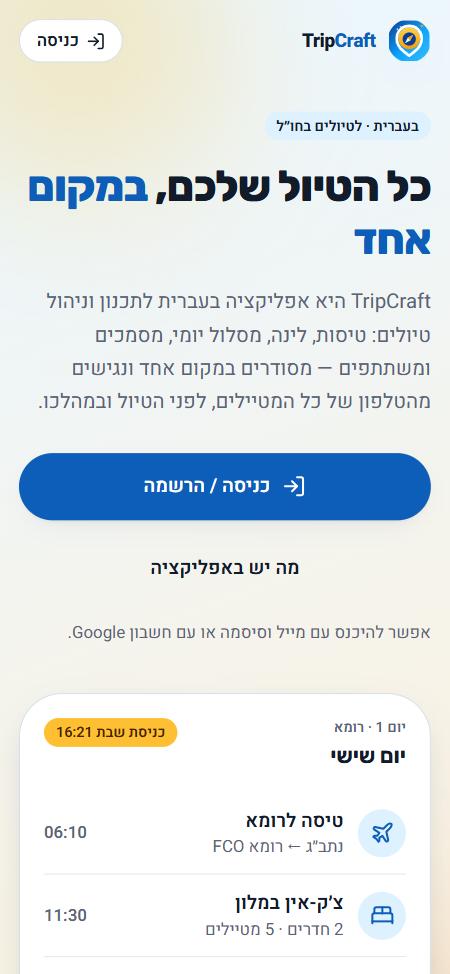 TripCraft
כניסה
בעברית · לטיולים בחו״ל
כל הטיול שלכם, במקום
אחד
TripCraft היא אפליקציה בעברית לתכנון וניהול
טיולים: טיסות, לינה, מסלול יומי, מסמכים
ומשתתפים — מסודרים במקום אחד ונגישים
מהטלפון של כל המטיילים, לפני הטיול ובמהלכו.
כניסה / הרשמה
מה יש באפליקציה
אפשר להיכנס עם מייל וסיסמה או עם חשבון Google.
יום 1 · רומא
יום שישי
כניסת שבת 16:21
טיסה לרומא
נתב״ג ← רומא FCO
06:10
צ׳ק-אין במלון
2 חדרים · 5 מטיילים
11:30